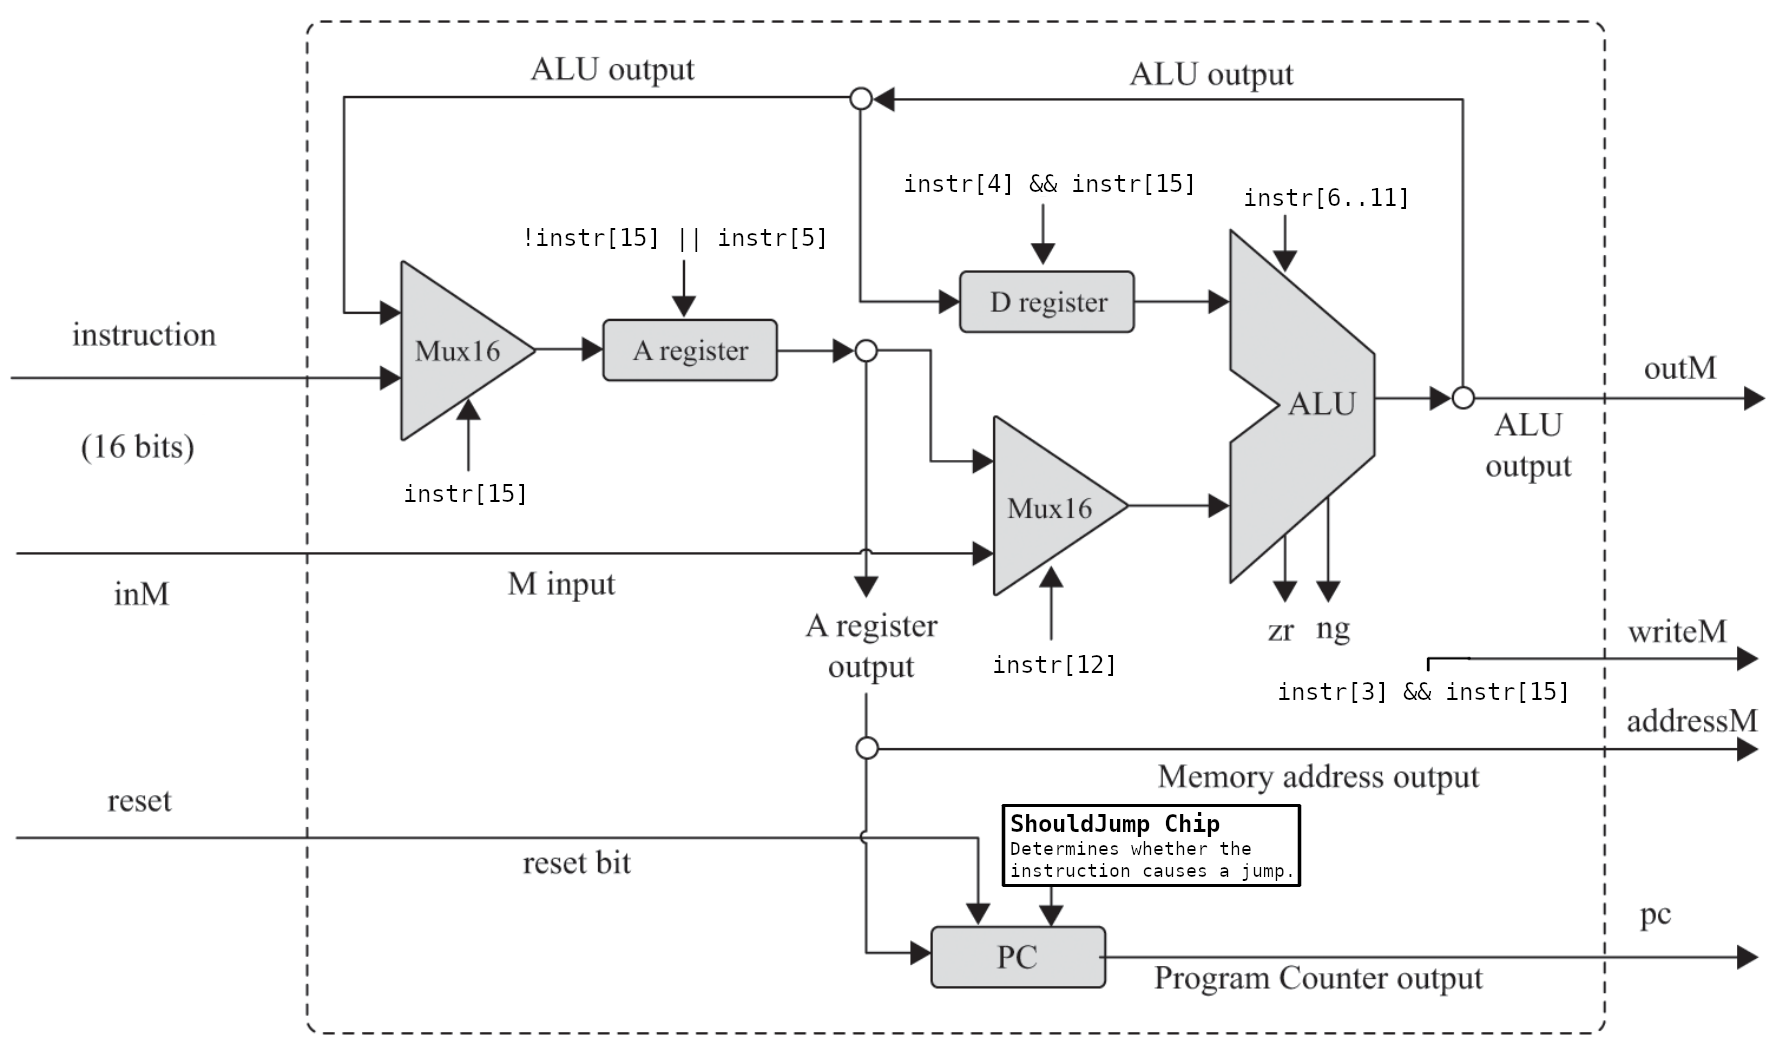 ALU output
ALU output
instr[4] && instr[15]
instr[6..11]
!instr[15] || instr[5]
instruction
Mux16
A register
D register
ALU
outM
(16 bits)
instr[15]
ALU
output
Mux16
inM
M input
A register
output
instr[12]
zr
ng
writeM
instr[3] && instr[15]
addressM
Memory address output
reset
reset bit
ShouldJump Chip
Determines whether the
instruction causes a jump.
pc
PC
Program Counter output